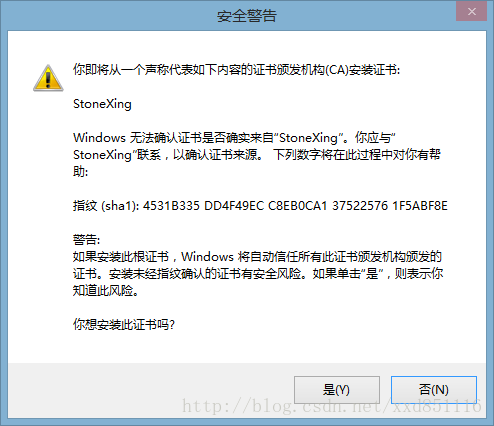 安全警告
你即将从一个声称代表如下内容的证书颁发机构(CA)安装证书:
StoneXing
Windows 无法确认证书是否确实来自“StoneXing”。你应与“
StoneXing”联系，以确认证书来源。 下列数字将在此过程中对你有帮
助:
指纹 (sha1): 4531B335 DD4F49EC C8EB0CA1 37522576 1F5ABF8E
警告:
如果安装此根证书，Windows 将自动信任所有此证书颁发机构颁发的
证书。安装未经指纹确认的证书有安全风险。如果单击“是”，则表示你
知道此风险。
你想安装此证书吗?
是(Y)
否(N)
http://blog.csdn.net/xxd851116